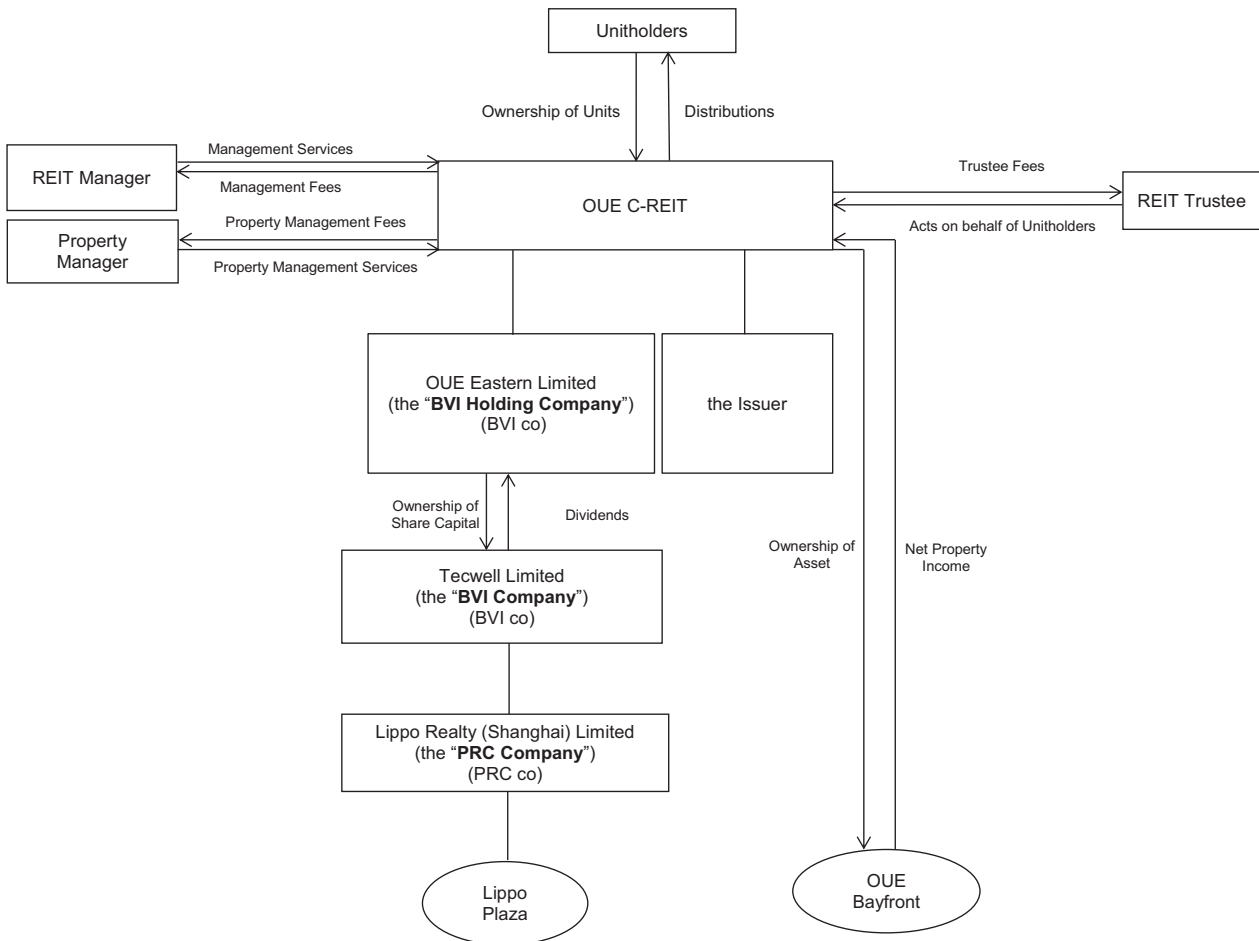 Unitholders
Ownership of Units
Distributions
Management Services
REIT Manager
Management Fees
OUE C-REIT
Trustee Fees
REIT Trustee
Acts on behalf of Unitholders
Property Management Fees
Property
Manager
Property Management Services
OUE Eastern Limited
(the “BVI Holding Company”)
(BVI co)
the Issuer
Ownership of
Share Capital
Dividends
Ownership of
Asset
Net Property
Income
Tecwell Limited
(the “BVI Company”)
(BVI co)
Lippo Realty (Shanghai) Limited
(the “PRC Company”)
(PRC co)
Lippo
Plaza
OUE
Bayfront